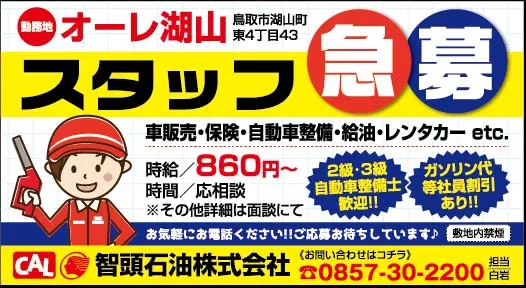 勤務地 オーレ湖山 鳥取市湖山町
東4丁目43
スタッフ 急募
車販売・保険・自動車整備・給油・レンタカー etc.
時給/860円〜
時間/応相談
※その他詳細は面談にて
2級・3級
自動車整備士
歓迎!!
ガソリン代
等社員割引
あり!!
お気軽にお電話ください!!ご応募お待ちしています♪ 敷地内禁煙
CAL 智頭石油株式会社
《お問い合わせはコチラ》
☎0857-30-2200
担当
白岩